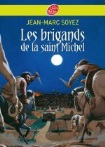 JEAN-MARC SOYEZ
Les brigands
de la saint Michel